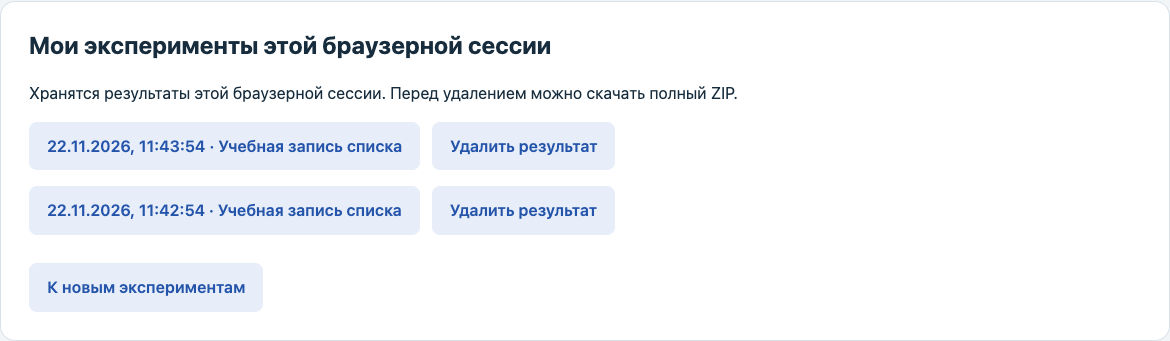 Мои эксперименты этой браузерной сессии
Хранятся результаты этой браузерной сессии. Перед удалением можно скачать полный ZIP.
22.11.2026, 11:43:54 · Учебная запись списка
Удалить результат
22.11.2026, 11:42:54 · Учебная запись списка
Удалить результат
К новым экспериментам